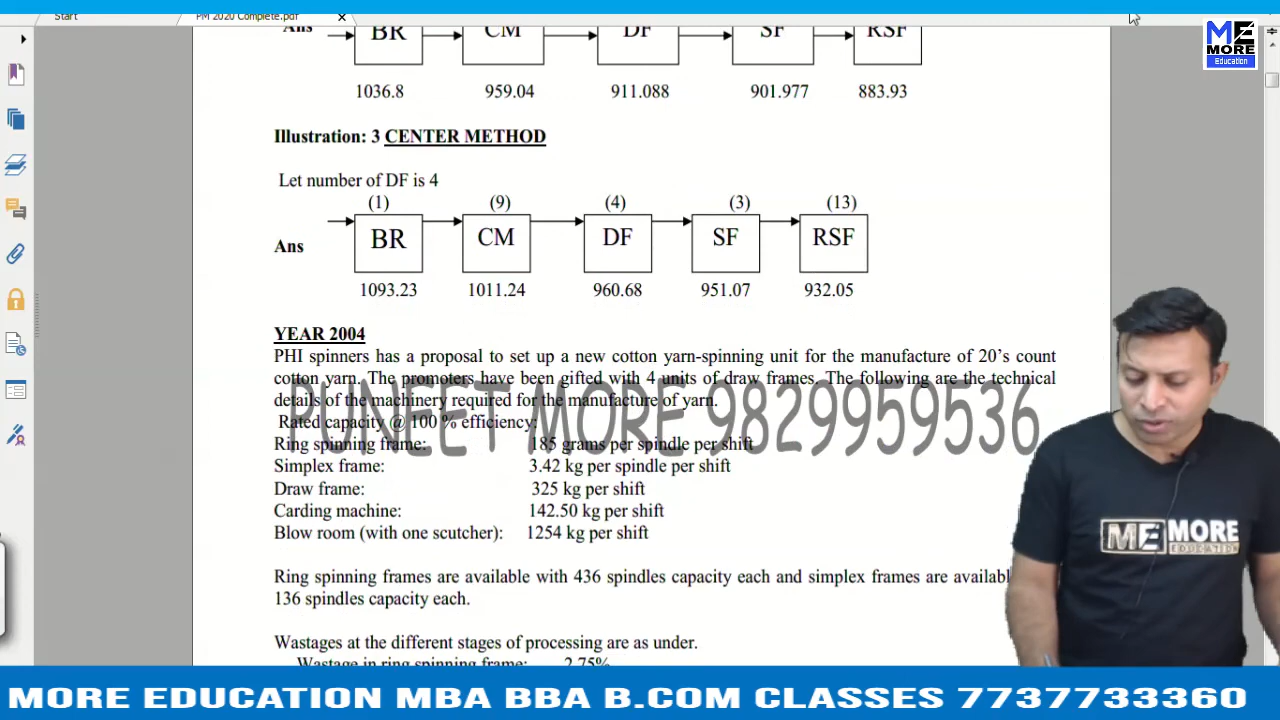 Start
PM 2020 Complete.pdf
ME
MORE
Education
Ans
BR CM DF SF RSF
1036.8 959.04 911.088 901.977 883.93
Illustration: 3 CENTER METHOD
Let number of DF is 4
(1) (9) (4) (3) (13)
Ans
BR CM DF SF RSF
1093.23 1011.24 960.68 951.07 932.05
YEAR 2004
PHI spinners has a proposal to set up a new cotton yarn-spinning unit for the manufacture of 20's count
cotton yarn. The promoters have been gifted with 4 units of draw frames. The following are the technical
details of the machinery required for the manufacture of yarn.
PUNEET MORE 9829959536
Rated capacity @ 100 % efficiency:
Ring spinning frame: 185 grams per spindle per shift
Simplex frame: 3.42 kg per spindle per shift
Draw frame: 325 kg per shift
Carding machine: 142.50 kg per shift
Blow room (with one scutcher): 1254 kg per shift
Ring spinning frames are available with 436 spindles capacity each and simplex frames are availabl
136 spindles capacity each.
Wastages at the different stages of processing are as under.
Wastage in ring spinning frame: 2.75%
ME MORE
EDUCATION
MORE EDUCATION MBA BBA B.COM CLASSES 7737733360